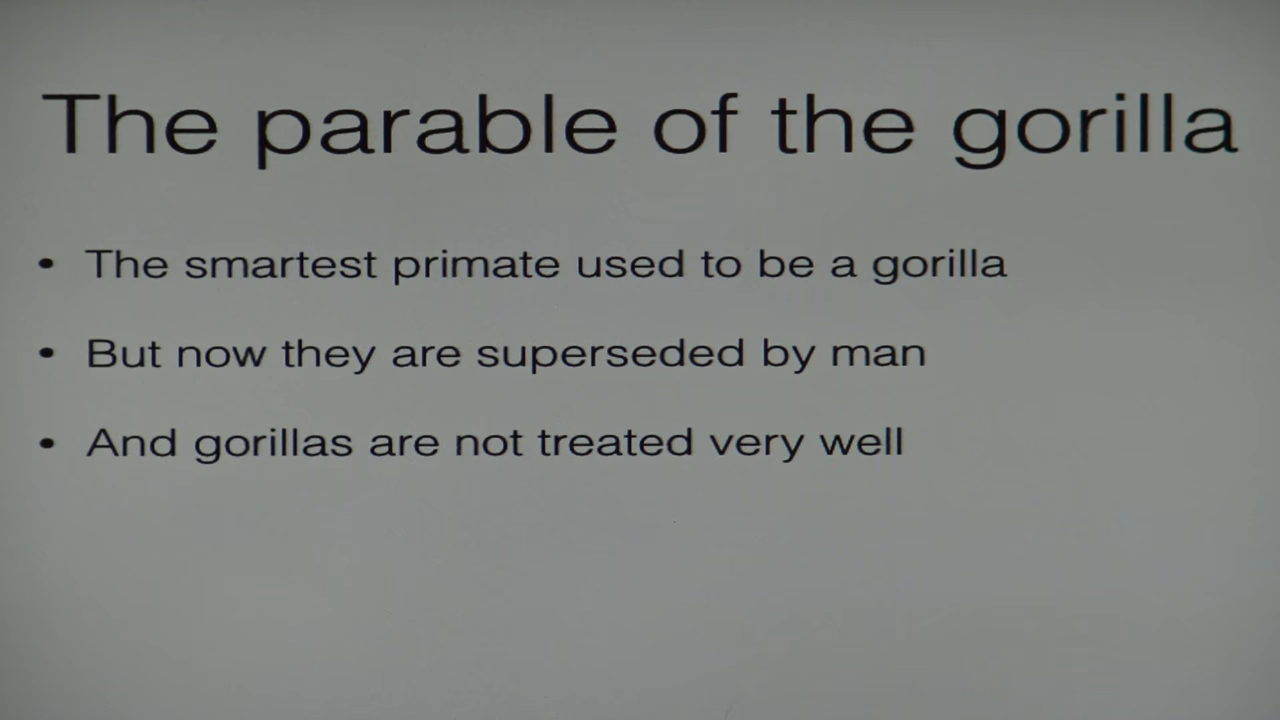 The parable of the gorilla
• The smartest primate used to be a gorilla
• But now they are superseded by man
• And gorillas are not treated very well